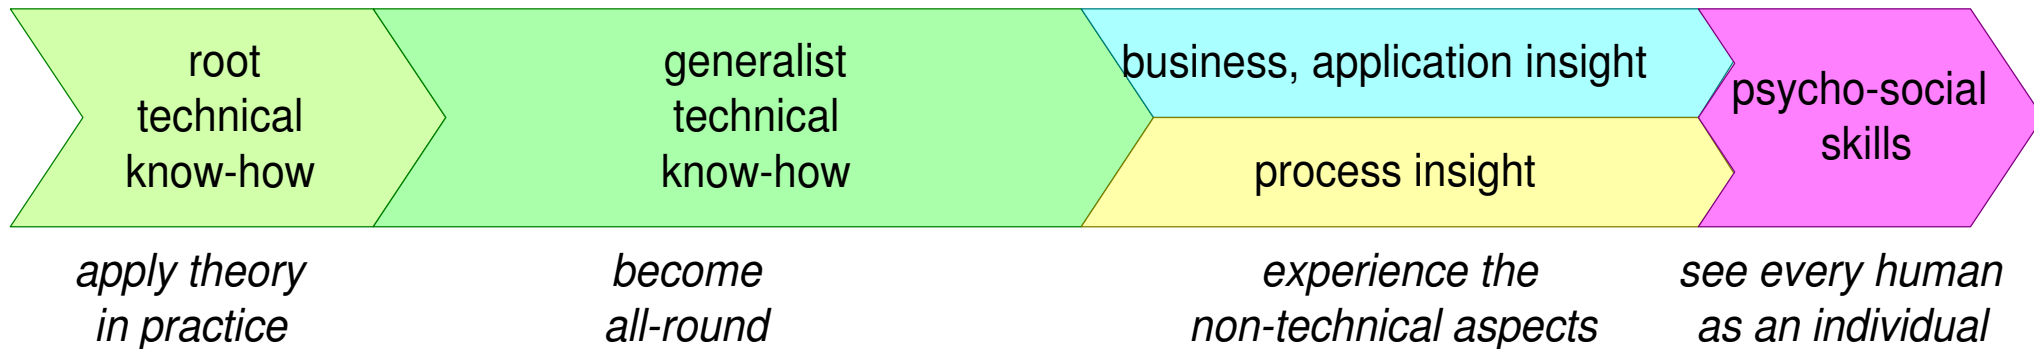 root
technical
know-how
generalist
technical
know-how
business, application insight
process insight
psycho-social
skills
apply theory
in practice
become
all-round
experience the
non-technical aspects
see every human
as an individual